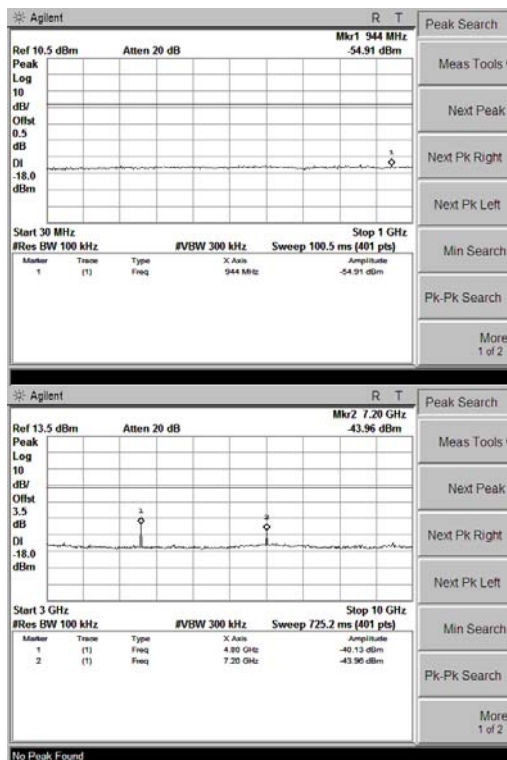 Agilent R T
Peak Search
Mkr1 944 MHz
Ref 10.5 dBm Atten 20 dB -54.91 dBm
Peak
Log
10
dB/
Offst
0.5
dB
DI
-18.0
dBm
1
Start 30 MHz Stop 1 GHz
#Res BW 100 kHz #VBW 300 kHz Sweep 100.5 ms (401 pts)
Marker Trace Type X Axis Amplitude
1 (1) Freq 944 MHz -54.91 dBm
Meas Tools
Next Peak
Next Pk Right
Next Pk Left
Min Search
Pk-Pk Search
More
1 of 2
Agilent R T
Peak Search
Mkr2 7.20 GHz
Ref 13.5 dBm Atten 20 dB -43.96 dBm
Peak
Log
10
dB/
Offst
3.5
dB
DI
-18.0
dBm
1
2
Start 3 GHz Stop 10 GHz
#Res BW 100 kHz #VBW 300 kHz Sweep 725.2 ms (401 pts)
Marker Trace Type X Axis Amplitude
1 (1) Freq 4.80 GHz -40.13 dBm
2 (1) Freq 7.20 GHz -43.96 dBm
Meas Tools
Next Peak
Next Pk Right
Next Pk Left
Min Search
Pk-Pk Search
More
1 of 2
No Peak Found